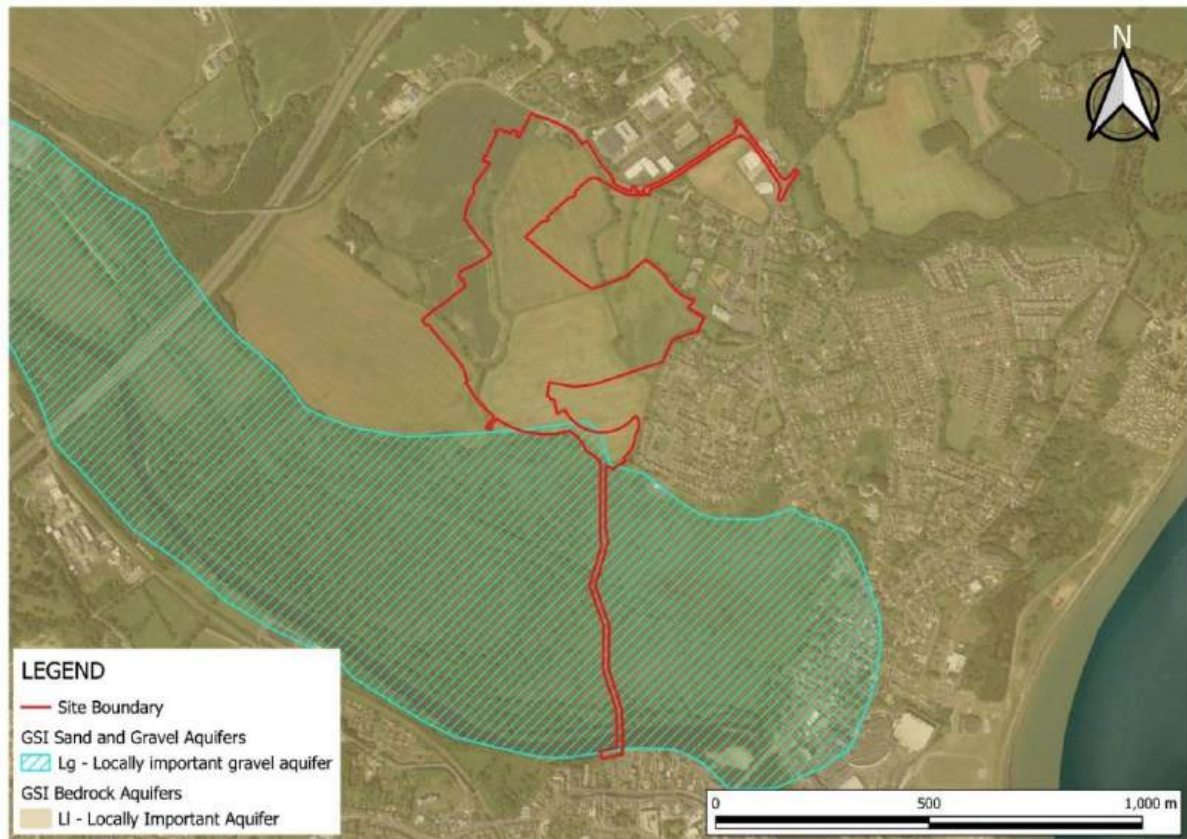 N
LEGEND
Site Boundary
GSI Sand and Gravel Aquifers
Lg - Locally important gravel aquifer
GSI Bedrock Aquifers
Ll - Locally Important Aquifer
0 500 1,000 m